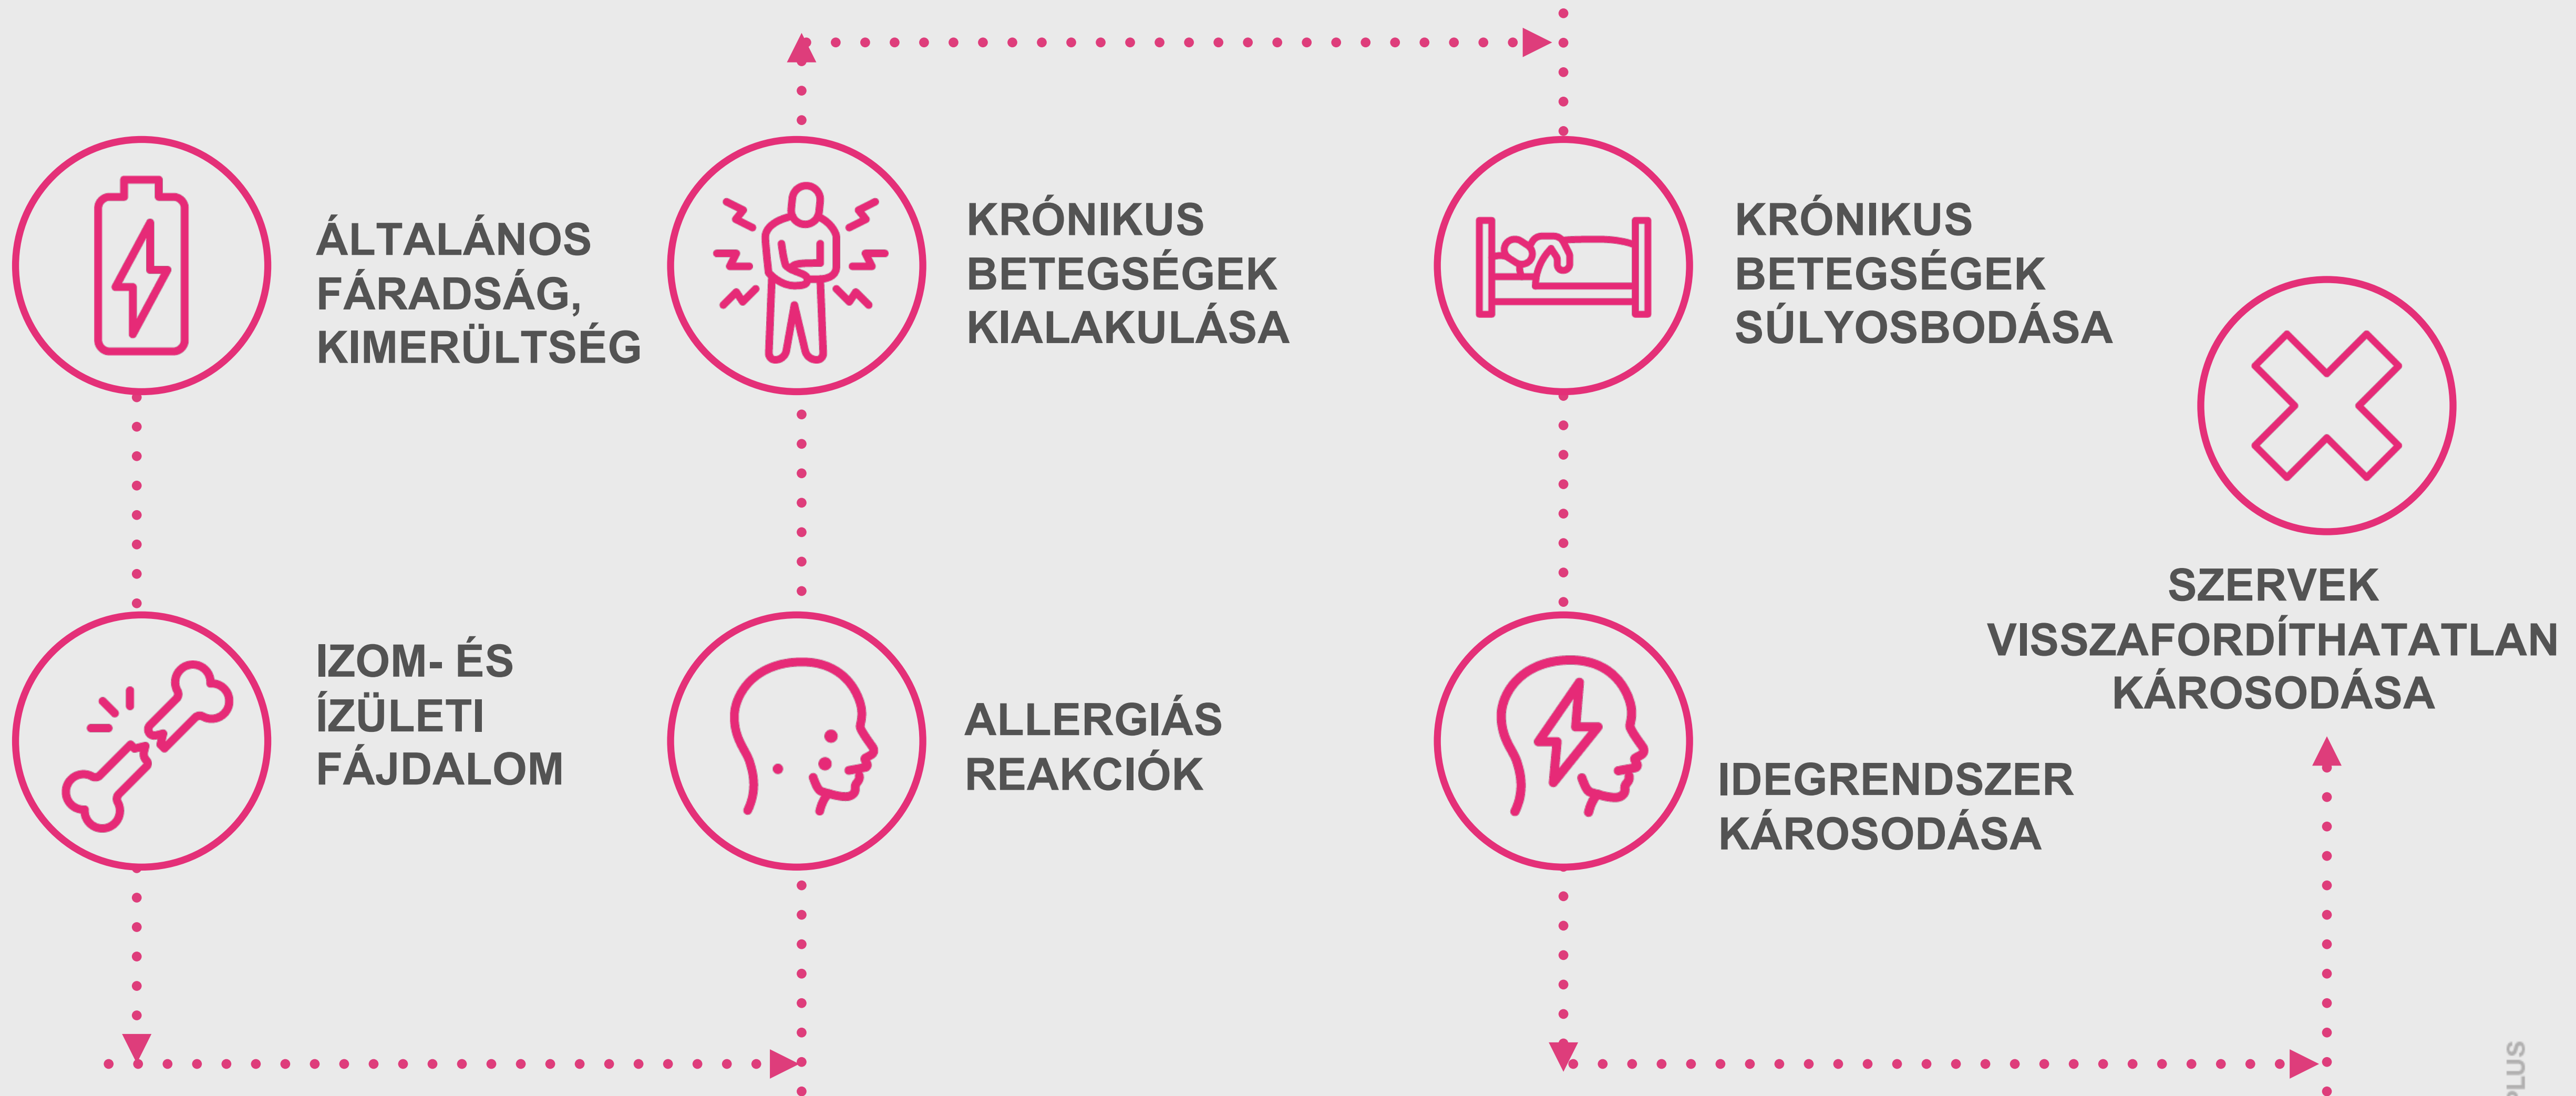 ÁLTALÁNOS
FÁRADSÁG,
KIMERÜLTSÉG
IZOM- ÉS
ÍZÜLETI
FÁJDALOM
ALLERGIÁS
REAKCIÓK
KRÓNIKUS
BETEGSÉGEK
KIALAKULÁSA
KRÓNIKUS
BETEGSÉGEK
SÚLYOSBODÁSA
IDEGRENDSZER
KÁROSODÁSA
SZERVEK
VISSZAFORDÍTHATATLAN
KÁROSODÁSA
PLUS